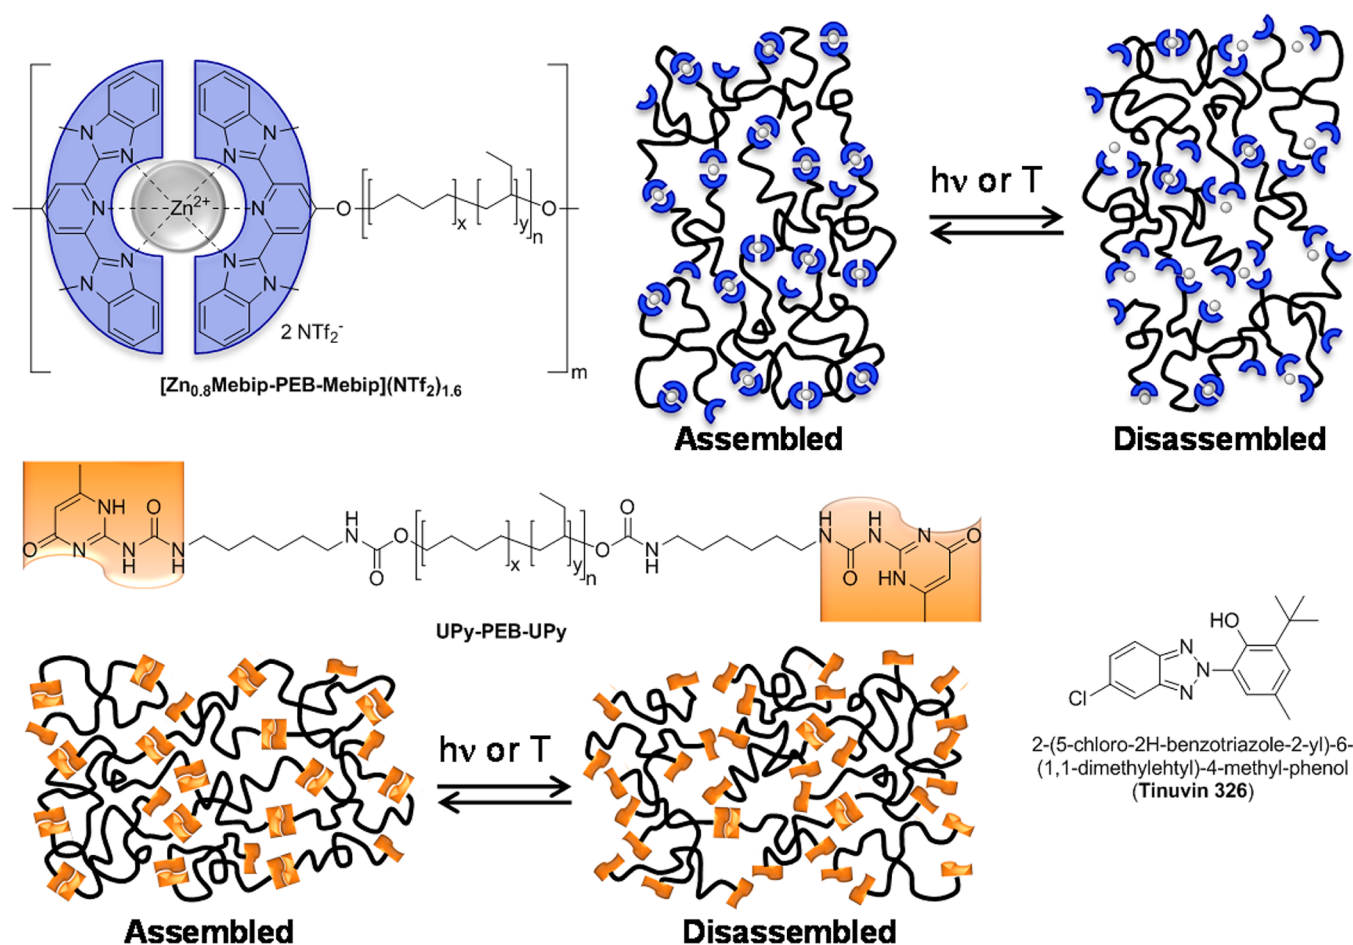 N
N
N
N
N
N
Zn2+
N
N
N
N
O
x
y
n
O
2 NTf2-
m
[Zn0.8Mebip-PEB-Mebip](NTf2)1.6
Assembled
hν or T
Disassembled
O
NH
N
N
H
O
N
H
H
N
O
O
x
y
n
O
O
N
H
H
N
O
H
N
N
O
HN
UPy-PEB-UPy
Assembled
hν or T
Disassembled
Cl
N
N
N
HO
2-(5-chloro-2H-benzotriazole-2-yl)-6-
(1,1-dimethylehtyl)-4-methyl-phenol
(Tinuvin 326)